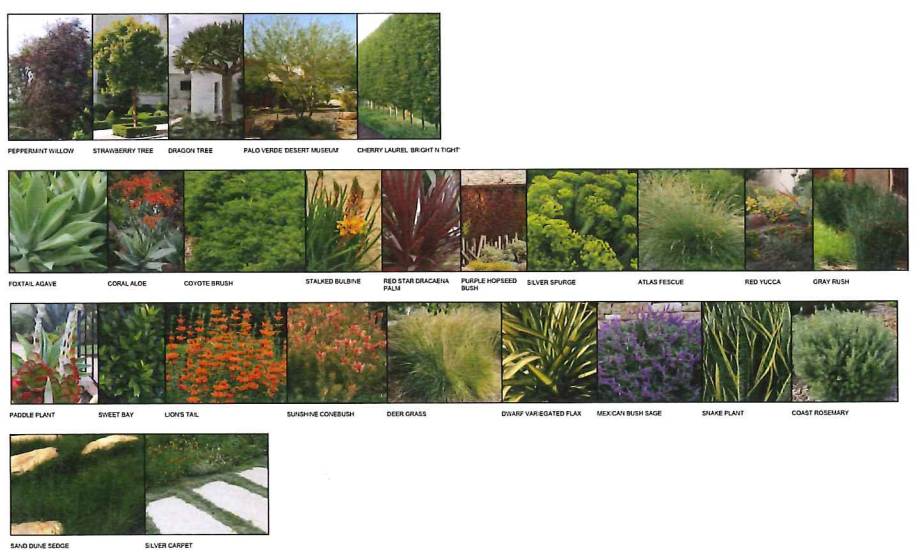 PEPPERMINT WILLOW
STRAWBERRY TREE
DRAGON TREE
PALO VERDE 'DESERT MUSEUM'
CHERRY LAUREL 'BRIGHT N TIGHT'
FOXTAIL AGAVE
CORAL ALOE
COYOTE BRUSH
STALKED BULBINE
RED STAR DRACAENA
PALM
PURPLE HOPSEED
BUSH
SILVER SPURGE
ATLAS FESCUE
RED YUCCA
GRAY RUSH
PADDLE PLANT
SWEET BAY
LION'S TAIL
SUNSHINE CONEBUSH
DEER GRASS
DWARF VARIEGATED FLAX
MEXICAN BUSH SAGE
SNAKE PLANT
COAST ROSEMARY
SAND DUNE SEDGE
SILVER CARPET